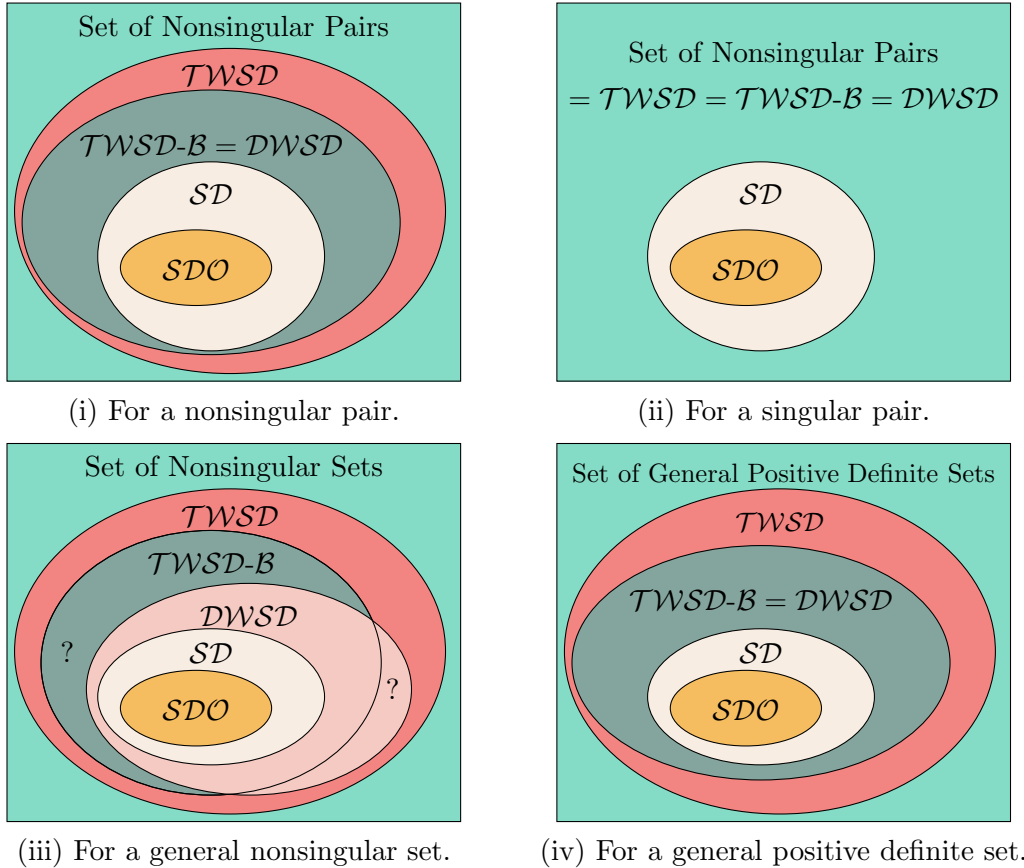 Set of Nonsingular Pairs
TWSD
TWSD-B = DWSD
SD
SDO
(i) For a nonsingular pair.
Set of Nonsingular Pairs
= TWSD = TWSD-B = DWSD
SD
SDO
(ii) For a singular pair.
Set of Nonsingular Sets
TWSD
TWSD-B
DWSD
?
SD
?
SDO
(iii) For a general nonsingular set.
Set of General Positive Definite Sets
TWSD
TWSD-B = DWSD
SD
SDO
(iv) For a general positive definite set.